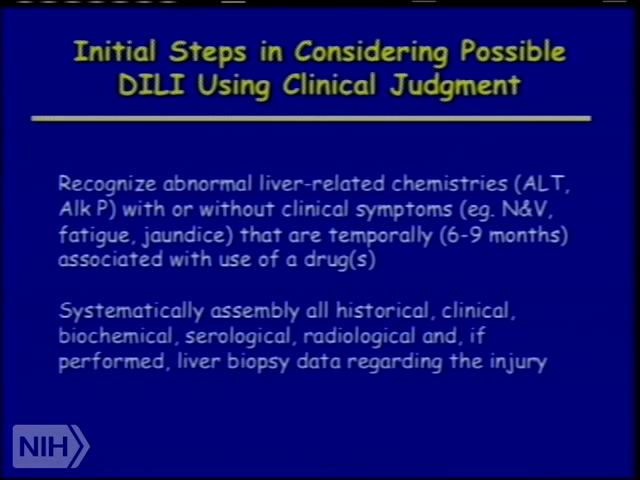 Initial Steps in Considering Possible
DILI Using Clinical Judgment
Recognize abnormal liver-related chemistries (ALT,
Alk P) with or without clinical symptoms (eg. N&V,
fatigue, jaundice) that are temporally (6-9 months)
associated with use of a drug(s)
Systematically assembly all historical, clinical,
biochemical, serological, radiological and, if
performed, liver biopsy data regarding the injury
NIH